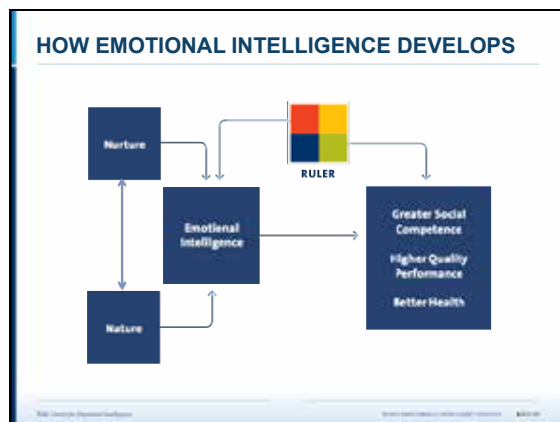 HOW EMOTIONAL INTELLIGENCE DEVELOPS
Nurture
RULER
Emotional
Intelligence
Greater Social
Competence
Higher Quality
Performance
Better Health
Nature